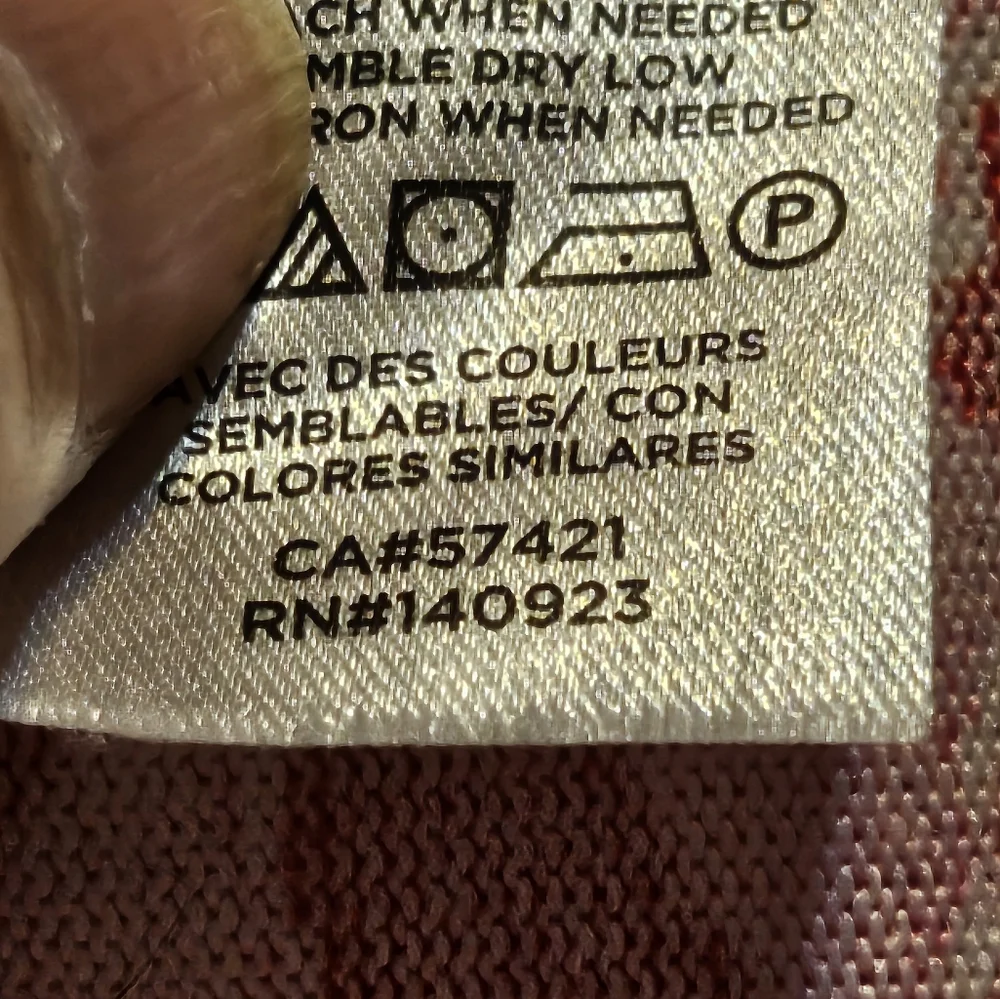 CH WHEN NEEDED
MBLE DRY LOW
RON WHEN NEEDED
P
AVEC DES COULEURS
SEMBLABLES/ CON
COLORES SIMILARES
CA#57421
RN#140923